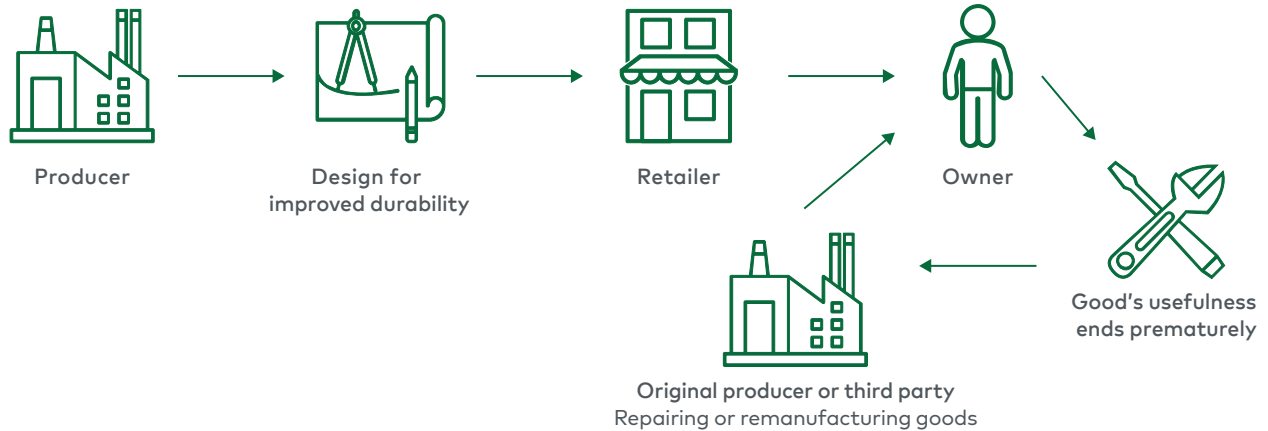 Producer
Design for
improved durability
Retailer
Owner
Good's usefulness
ends prematurely
Original producer or third party
Repairing or remanufacturing goods